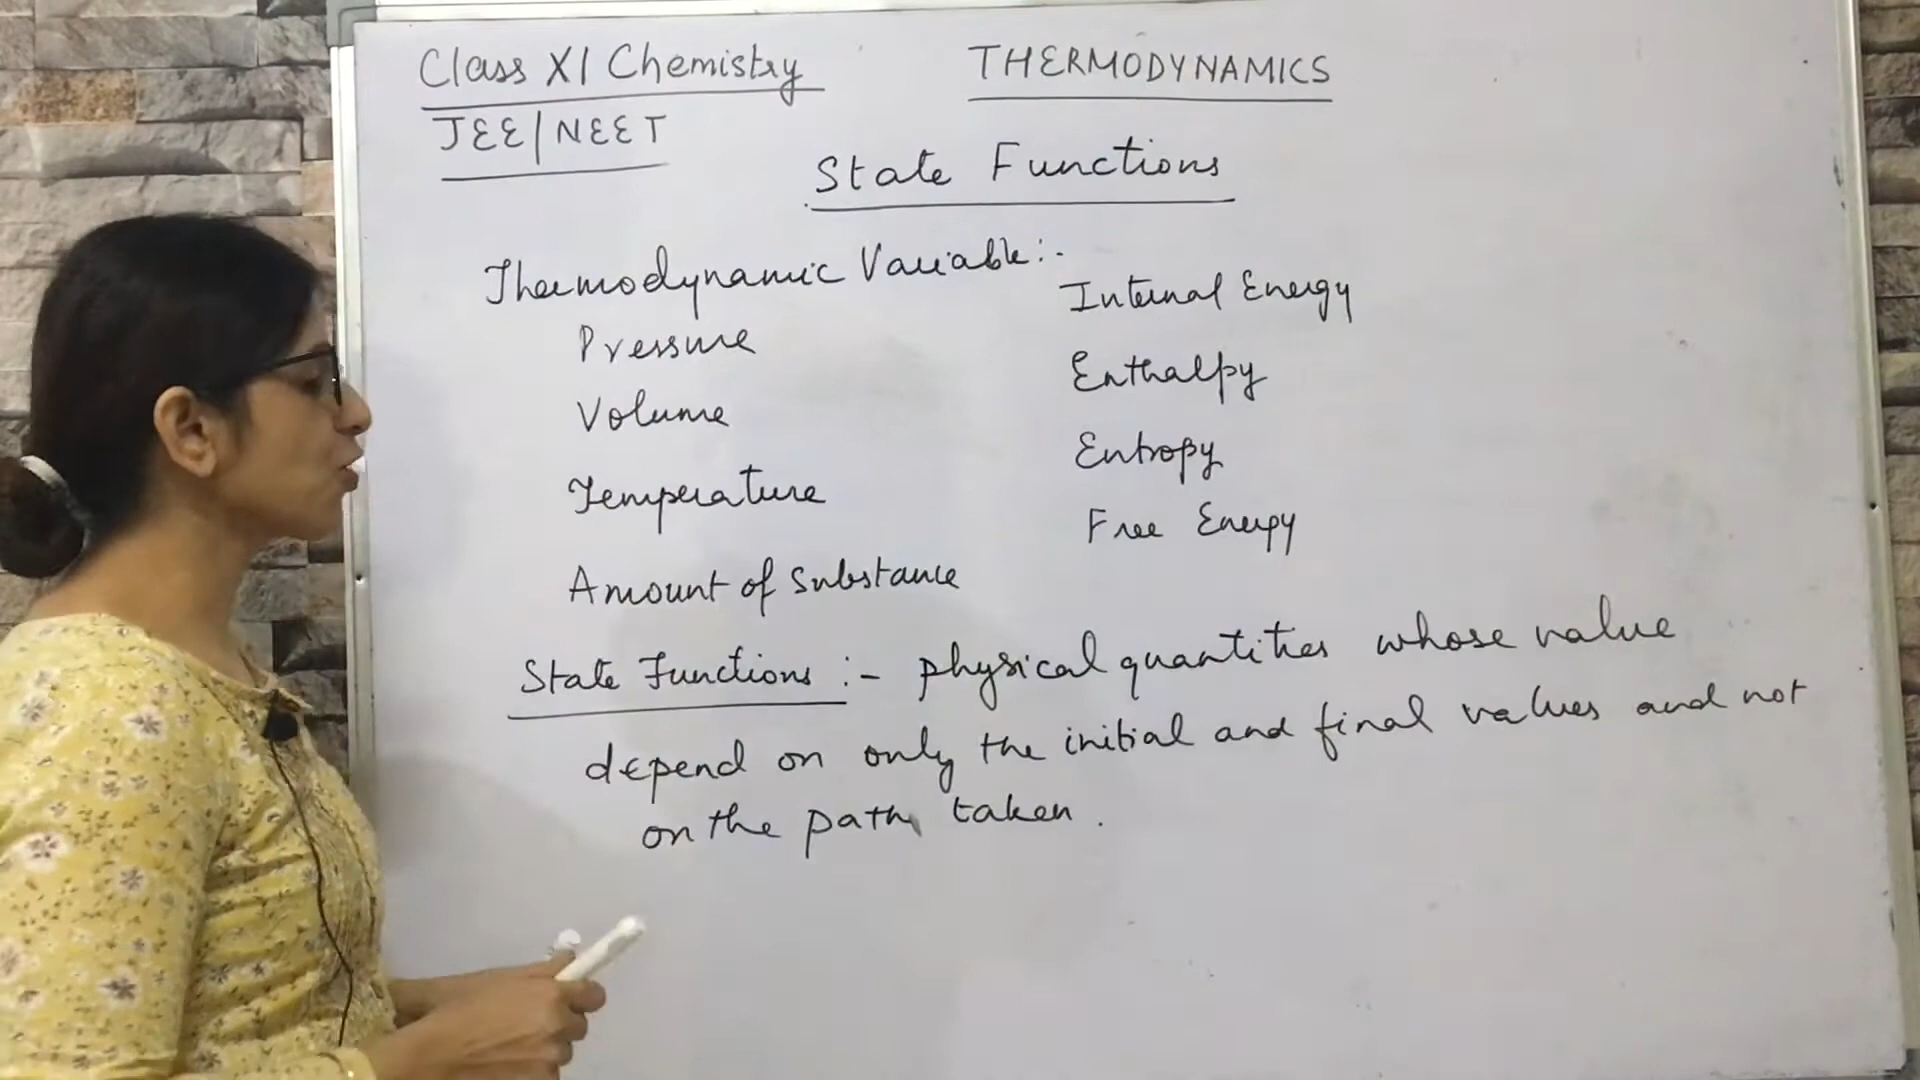 Class XI Chemistry
JEE/NEET
THERMODYNAMICS
State Functions
Thermodynamic Variable:-
Pressure
Volume
Temperature
Amount of Substance
Internal Energy
Enthalpy
Entropy
Free Energy
State Functions :- physical quantities whose value
depend on only the initial and final values and not
on the path taken.